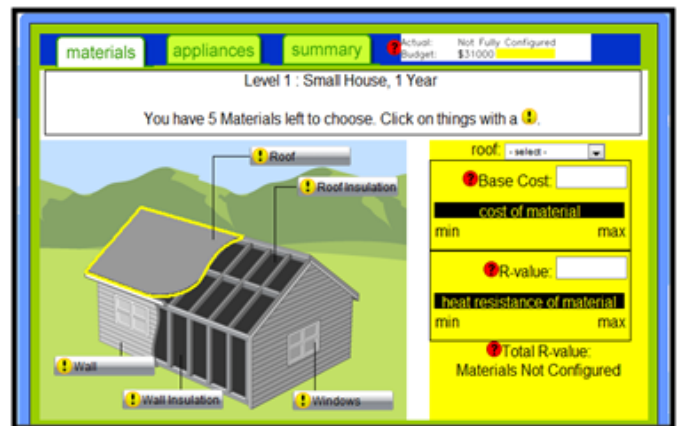 materials
appliances
summary
? Actual: Not Fully Configured
Budget: $31000
Level 1 : Small House, 1 Year
You have 5 Materials left to choose. Click on things with a !.
! Roof
! Roof Insulation
! Wall
! Wall Insulation
! Windows
roof: - select -
? Base Cost:
cost of material
min max
? R-value:
heat resistance of material
min max
? Total R-value:
Materials Not Configured